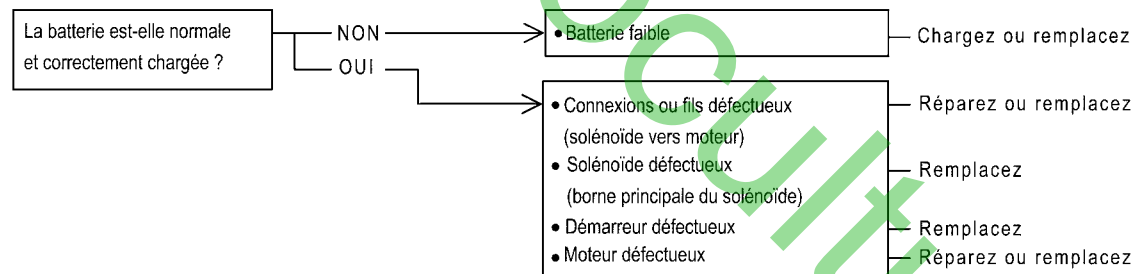 La batterie est-elle normale
et correctement chargée ?
NON
• Batterie faible
Chargez ou remplacez
OUI
• Connexions ou fils défectueux
(solénoïde vers moteur)
Réparez ou remplacez
• Solénoïde défectueux
(borne principale du solénoïde)
Remplacez
• Démarreur défectueux
Remplacez
• Moteur défectueux
Réparez ou remplacez